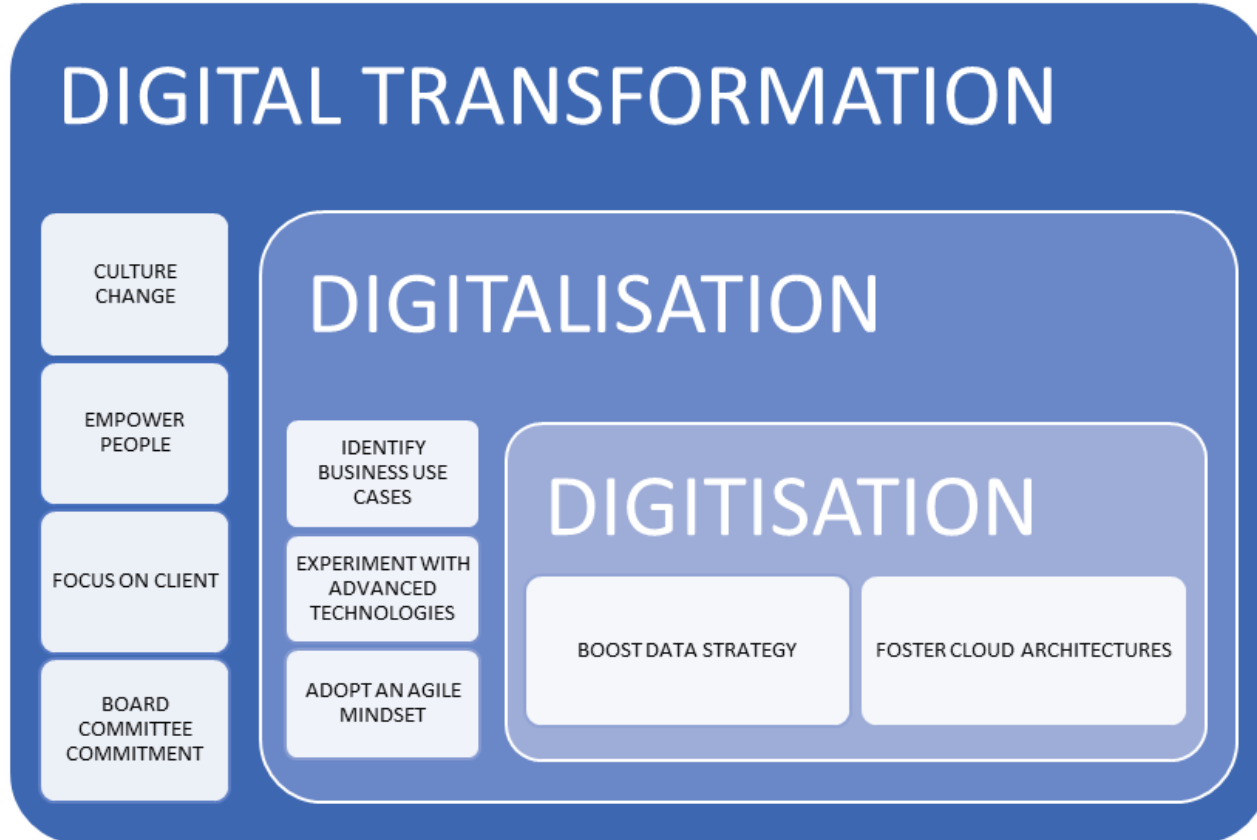 DIGITAL TRANSFORMATION
CULTURE
CHANGE
EMPOWER
PEOPLE
FOCUS ON CLIENT
BOARD
COMMITTEE
COMMITMENT
DIGITALISATION
IDENTIFY
BUSINESS USE
CASES
EXPERIMENT WITH
ADVANCED
TECHNOLOGIES
ADOPT AN AGILE
MINDSET
DIGITISATION
BOOST DATA STRATEGY
FOSTER CLOUD ARCHITECTURES